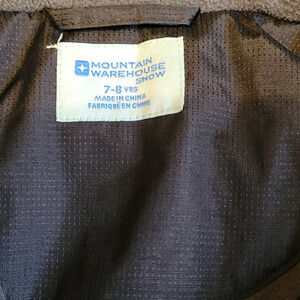 MOUNTAIN
WAREHOUSE
SNOW
7-8 YRS
MADE IN CHINA
FABRIQUÉ EN CHINE